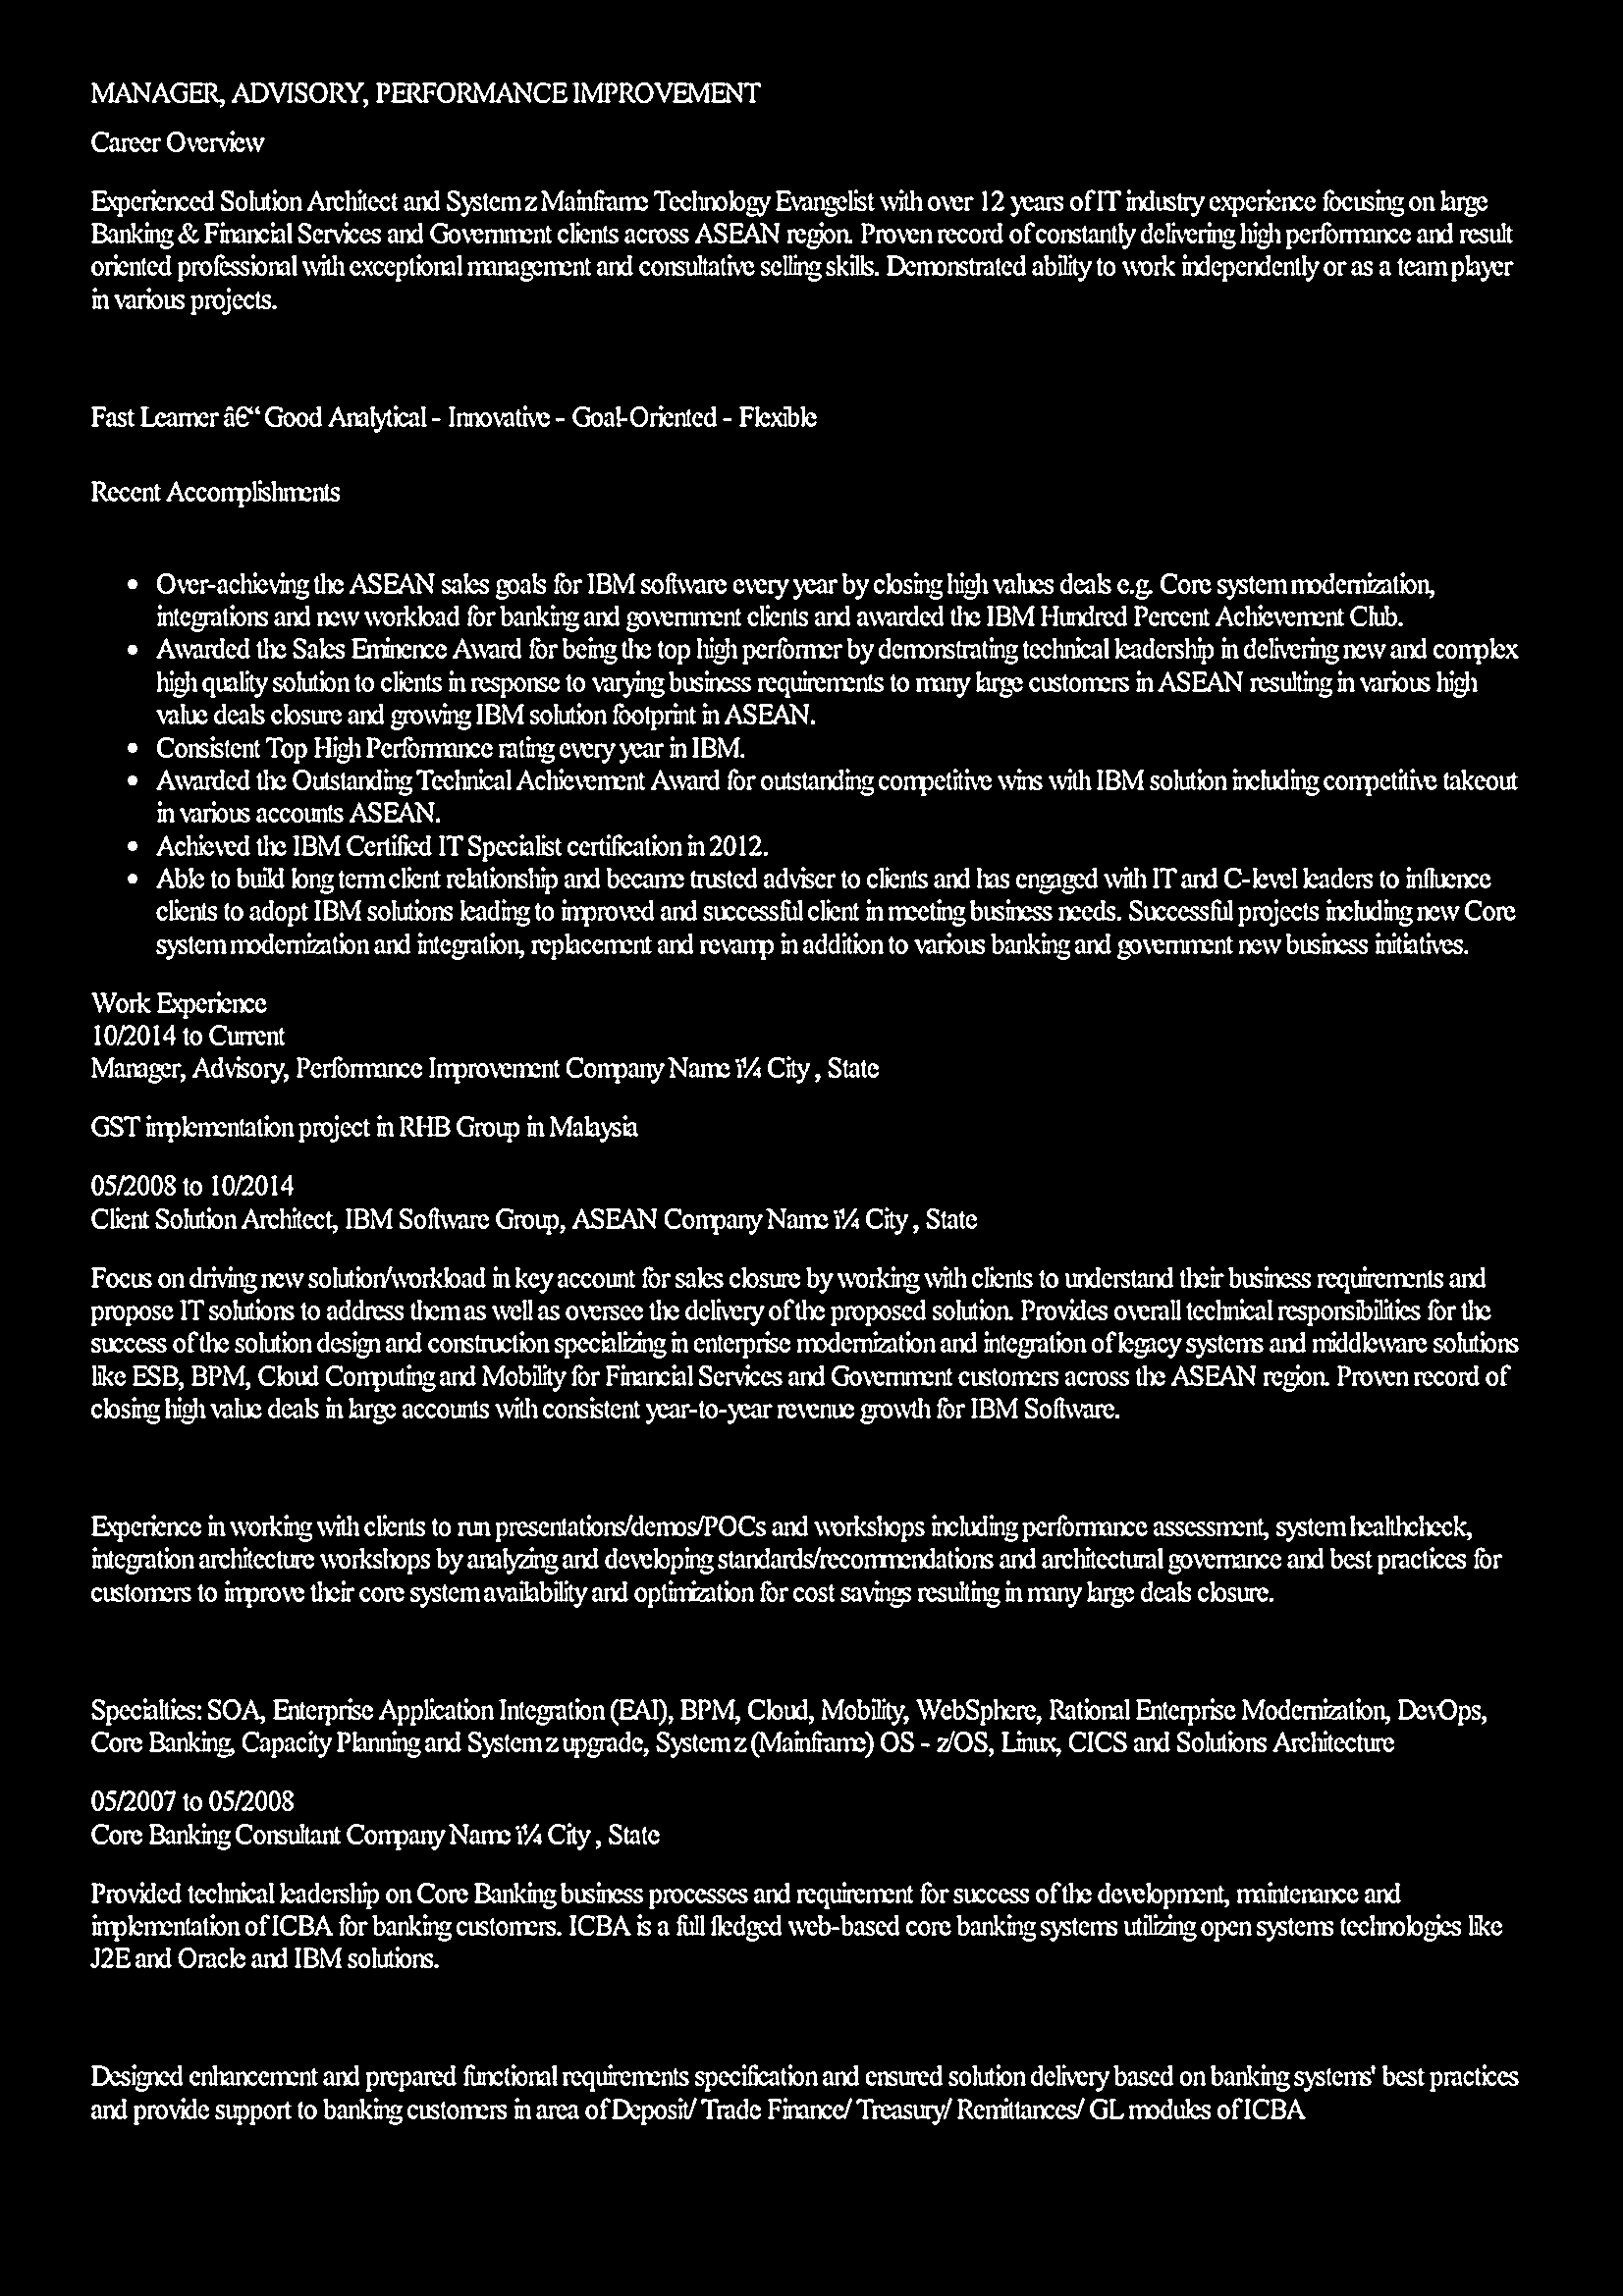 MANAGER, ADVISORY, PERFORMANCE IMPROVEMENT
Career Overview
Experienced Solution Architect and System z Mainframe Technology Evangelist with over 12 years of IT industry experience focusing on large
Banking & Financial Services and Government clients across ASEAN region. Proven record of constantly delivering high performance and result
oriented professional with exceptional management and consultative selling skills. Demonstrated ability to work independently or as a team player
in various projects.
Fast Learner â€“ Good Analytical - Innovative - Goal-Oriented - Flexible
Recent Accomplishments
• Over-achieving the ASEAN sales goals for IBM software every year by closing high values deals e.g. Core system modernization,
integrations and new workload for banking and government clients and awarded the IBM Hundred Percent Achievement Club.
• Awarded the Sales Eminence Award for being the top high performer by demonstrating technical leadership in delivering new and complex
high quality solution to clients in response to varying business requirements to many large customers in ASEAN resulting in various high
value deals closure and growing IBM solution footprint in ASEAN.
• Consistent Top High Performance rating every year in IBM.
• Awarded the Outstanding Technical Achievement Award for outstanding competitive wins with IBM solution including competitive takeout
in various accounts ASEAN.
• Achieved the IBM Certified IT Specialist certification in 2012.
• Able to build long term client relationship and became trusted adviser to clients and has engaged with IT and C-level leaders to influence
clients to adopt IBM solutions leading to improved and successful client in meeting business needs. Successful projects including new Core
system modernization and integration, replacement and revamp in addition to various banking and government new business initiatives.
Work Experience
10/2014 to Current
Manager, Advisory, Performance Improvement Company Name ï¼ City , State
GST implementation project in RHB Group in Malaysia
05/2008 to 10/2014
Client Solution Architect, IBM Software Group, ASEAN Company Name ï¼ City , State
Focus on driving new solution/workload in key account for sales closure by working with clients to understand their business requirements and
propose IT solutions to address them as well as oversee the delivery of the proposed solution. Provides overall technical responsibilities for the
success of the solution design and construction specializing in enterprise modernization and integration of legacy systems and middleware solutions
like ESB, BPM, Cloud Computing and Mobility for Financial Services and Government customers across the ASEAN region. Proven record of
closing high value deals in large accounts with consistent year-to-year revenue growth for IBM Software.
Experience in working with clients to run presentations/demos/POCs and workshops including performance assessment, system healthcheck,
integration architecture workshops by analyzing and developing standards/recommendations and architectural governance and best practices for
customers to improve their core system availability and optimization for cost savings resulting in many large deals closure.
Specialties: SOA, Enterprise Application Integration (EAI), BPM, Cloud, Mobility, WebSphere, Rational Enterprise Modernization, DevOps,
Core Banking, Capacity Planning and System z upgrade, System z (Mainframe) OS - z/OS, Linux, CICS and Solutions Architecture
05/2007 to 05/2008
Core Banking Consultant Company Name ï¼ City , State
Provided technical leadership on Core Banking business processes and requirement for success of the development, maintenance and
implementation of ICBA for banking customers. ICBA is a full fledged web-based core banking systems utilizing open systems technologies like
J2E and Oracle and IBM solutions.
Designed enhancement and prepared functional requirements specification and ensured solution delivery based on banking systems' best practices
and provide support to banking customers in area of Deposit/ Trade Finance/ Treasury/ Remittances/ GL modules of ICBA